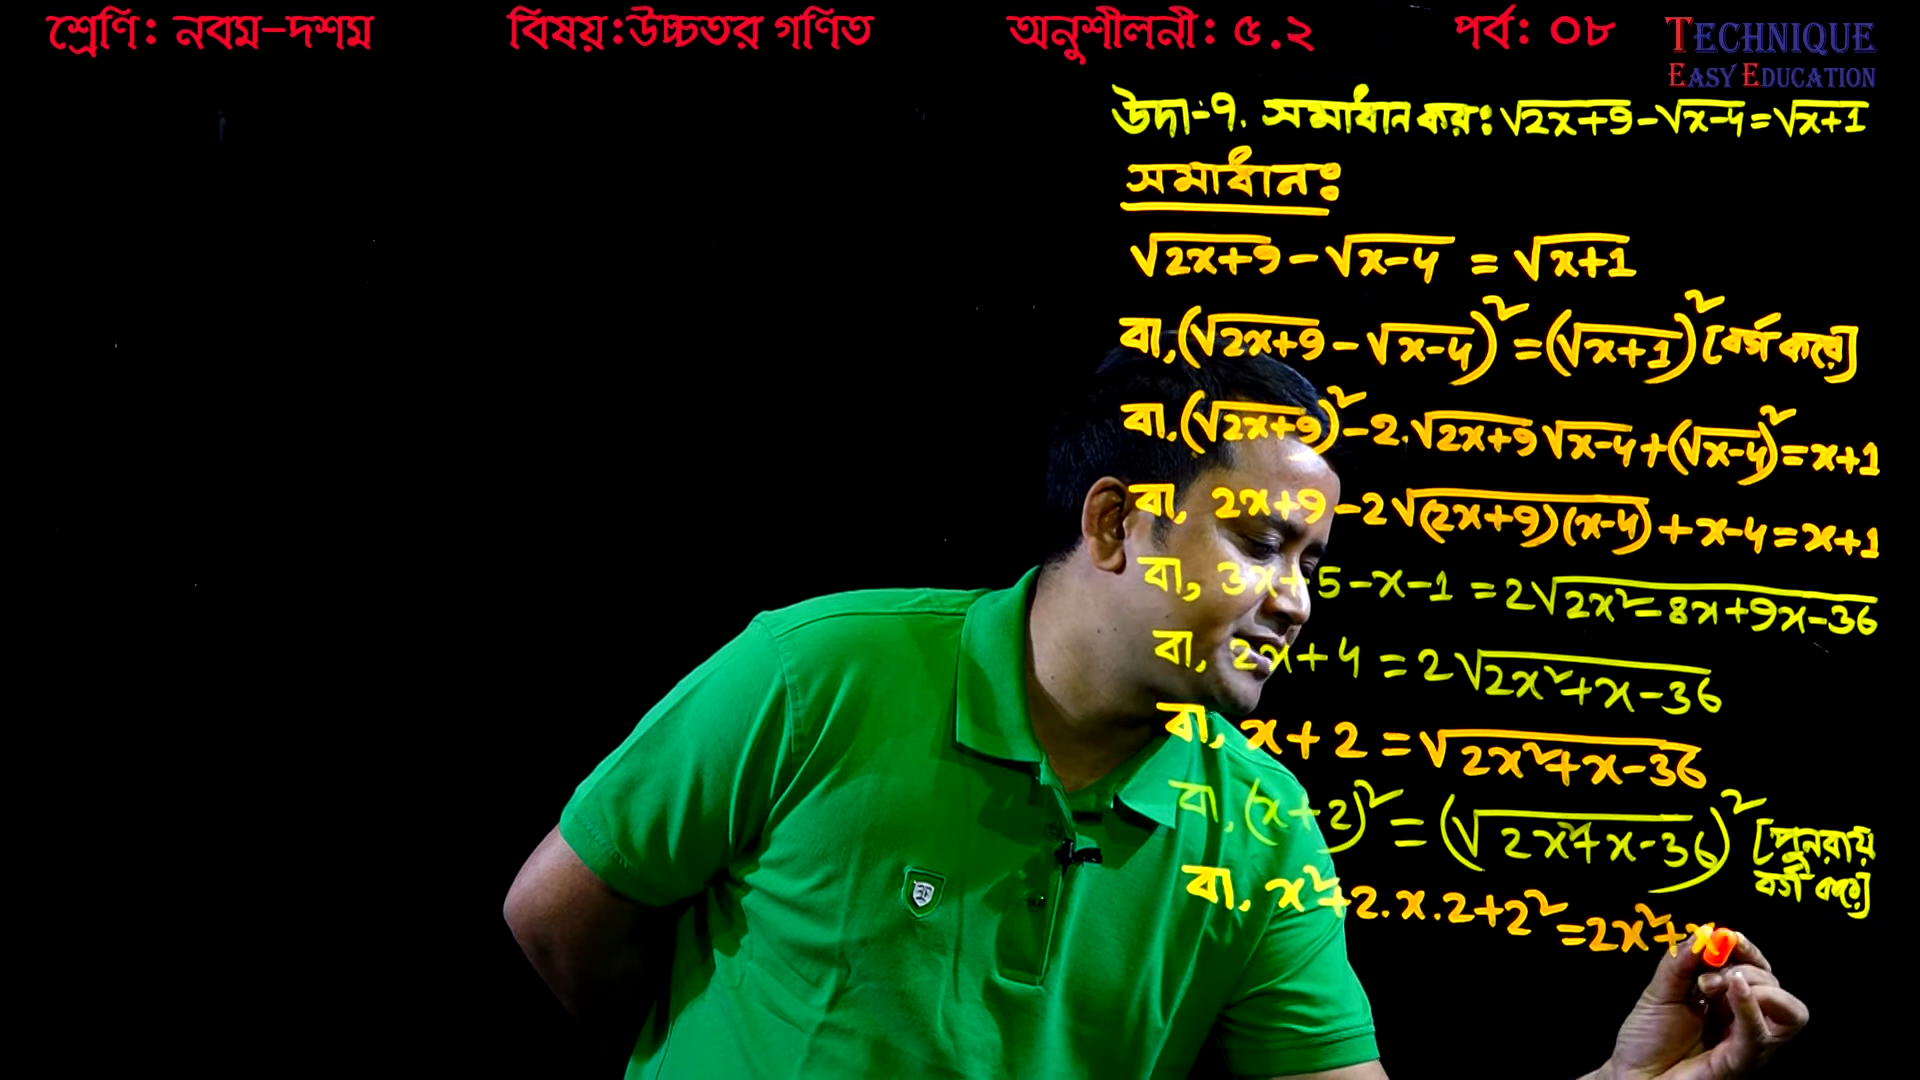 শ্রেণি: নবম-দশম বিষয়:উচ্চতর গণিত অনুশীলনী: ৫.২ পর্ব: ০৮
TECHNIQUE
EASY EDUCATION
উদা-৭. সমাধান কর: √2x+9-√x-4=√x+1
সমাধান:
√2x+9-√x-4 = √x+1
বা,(√2x+9-√x-4)²=(√x+1)² [বর্গ করে]
বা,(√2x+9)²-2.√2x+9√x-4+(√x-4)²=x+1
বা, 2x+9-2√(2x+9)(x-4)+x-4=x+1
বা, 3x+5-x-1=2√2x²-8x+9x-36
বা, 2x+4=2√2x²+x-36
বা, x+2=√2x²+x-36
বা,(x+2)²=(√2x²+x-36)² [পুনরায়
বর্গ করে]
বা, x²+2.x.2+2²=2x²+x